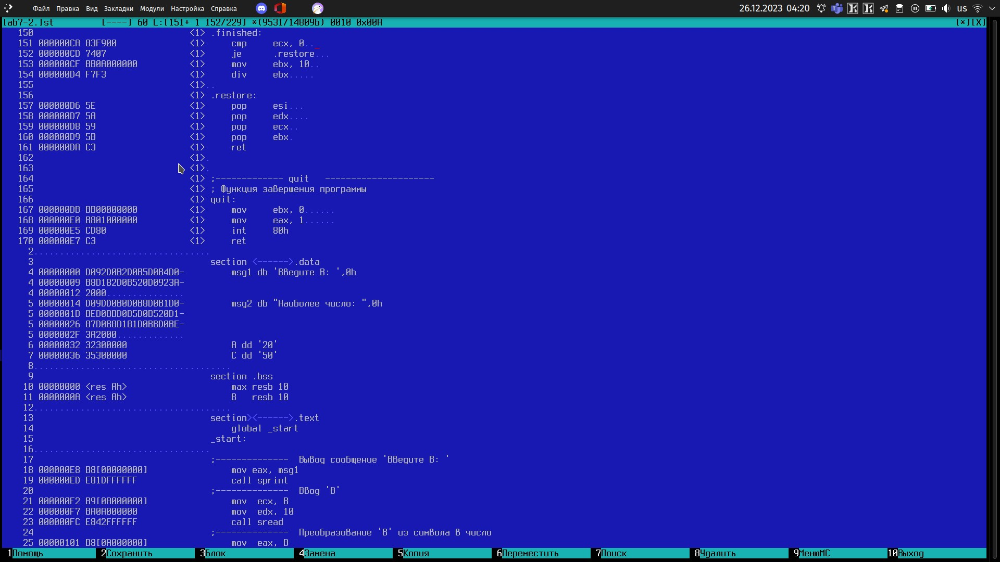 Файл Правка Вид Закладки Модули Настройка Справка 26.12.2023 04:20 us
lab7-2.lst [----] 60 L:[151+ 1 152/229] *(9531/14809b) 0010 0x00A [*][X]
150 <1> .finished:
151 000000CA 83F900 <1> cmp ecx, 0.._
152 000000CD 7407 <1> je .restore...
153 000000CF BB0A000000 <1> mov ebx, 10..
154 000000D4 F7F3 <1> div ebx.....
155 <1>..
156 <1> .restore:
157 000000D6 5E <1> pop esi...
158 000000D7 5A <1> pop edx....
159 000000D8 59 <1> pop ecx..
160 000000D9 5B <1> pop ebx.
161 000000DA C3 <1> ret
162 <1>.
163 <1>.
164 <1> ;------------- quit ---------------------
165 <1> ; Функция завершения программы
166 <1> quit:
167 000000DB BB00000000 <1> mov ebx, 0......
168 000000E0 B801000000 <1> mov eax, 1......
169 000000E5 CD80 <1> int 80h
170 000000E7 C3 <1> ret
2..................................
3 section <------>.data
4 00000000 D092D0B2D0B5D0B4D0- msg1 db 'Введите B: ',0h
4 00000009 B8D182D0B520D0923A-
4 00000012 2000...............
5 00000014 D09DD0B0D0B8D0B1D0- msg2 db "Наиболее число: ",0h
5 0000001D BED0BBD0B5D0B520D1-
5 00000026 87D0B8D181D0BBD0BE-
5 0000002F 3A2000.............
6 00000032 32300000 A dd '20'
7 00000036 35300000 C dd '50'
8......................................
9 section .bss
10 00000000 <res Ah> max resb 10
11 0000000A <res Ah> B resb 10
12......................................
13 section><------>.text
14 global _start
15 _start:
16..................................
17 ;-------------- Вывод сообщение 'Введите B: '
18 000000E8 B8[00000000] mov eax, msg1
19 000000ED E81DFFFFFF call sprint
20 ;-------------- Ввод 'B'
21 000000F2 B9[0A000000] mov ecx, B
22 000000F7 BA0A000000 mov edx, 10
23 000000FC E842FFFFFF call sread
24 ;-------------- Преобразование 'B' из символа в число
25 00000101 B8[0A000000] mov eax, B
1Помощь 2Сохранить 3Блок 4Замена 5Копия 6Переместить 7Поиск 8Удалить 9МенюMC 10Выход